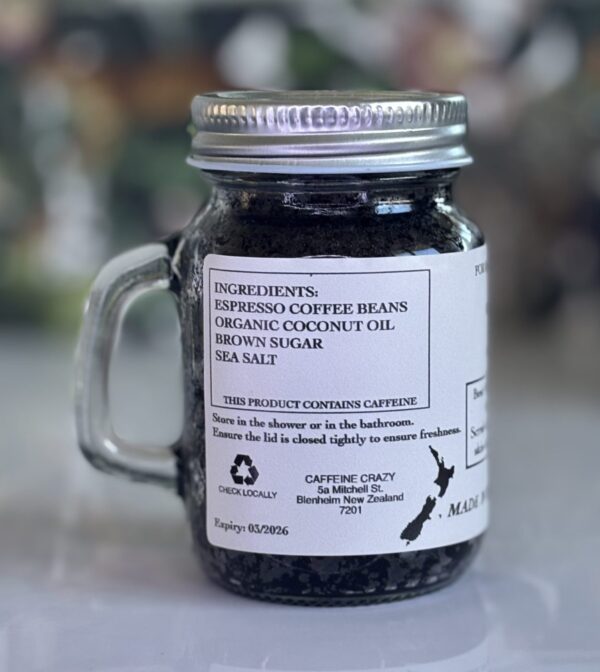 INGREDIENTS:
ESPRESSO COFFEE BEANS
ORGANIC COCONUT OIL
BROWN SUGAR
SEA SALT
THIS PRODUCT CONTAINS CAFFEINE
Store in the shower or in the bathroom.
Ensure the lid is closed tightly to ensure freshness.
CHECK LOCALLY
CAFFEINE CRAZY
5a Mitchell St.
Blenheim New Zealand
7201
Expiry: 03/2026
MADE